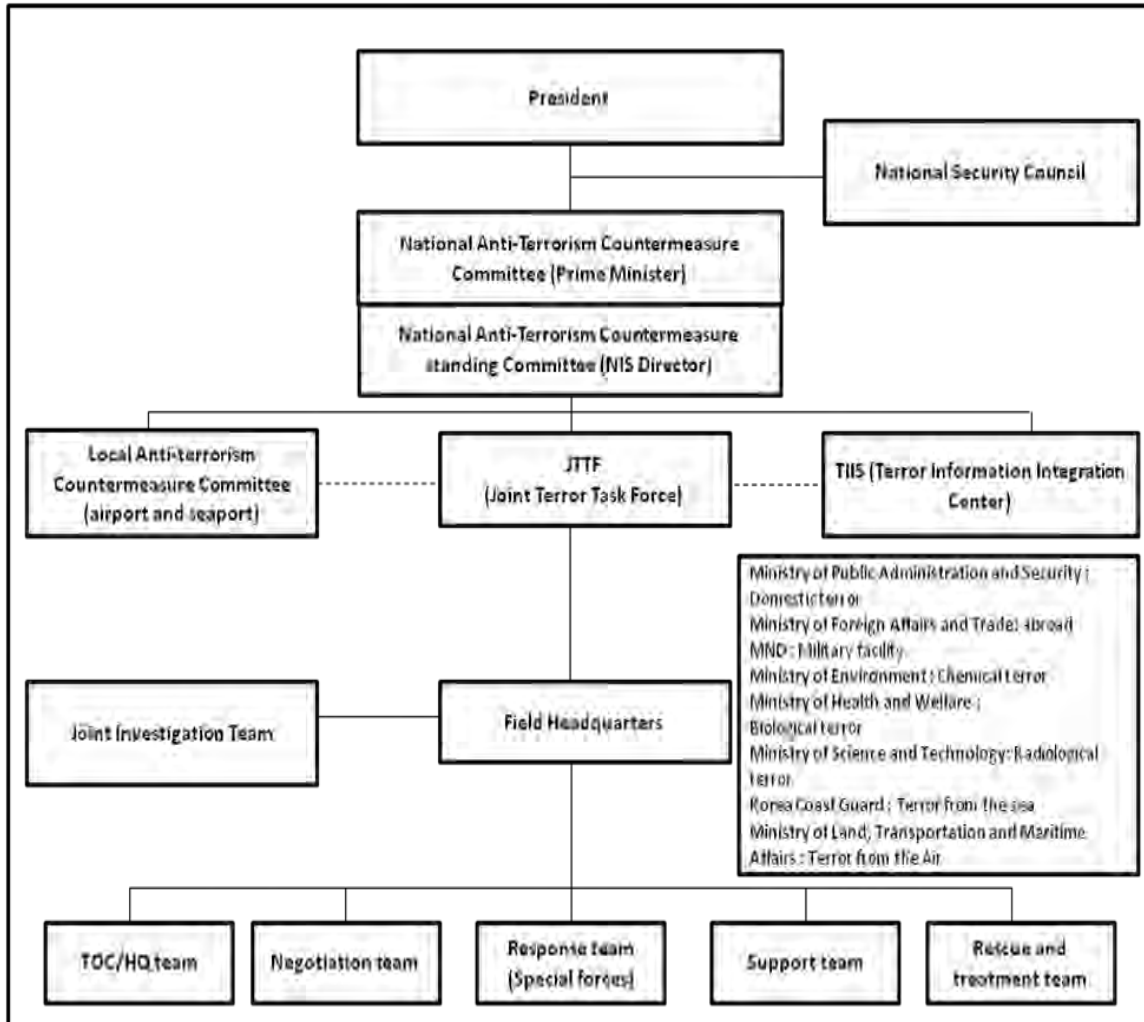 President
National Security Council
National Anti-Terrorism Countermeasure
Committee (Prime Minister)
National Anti-Terrorism Countermeasure
standing Committee (NIS Director)
Local Anti-terrorism
Countermeasure Committee
(airport and seaport)
JTTF
(Joint Terror Task Force)
TIIS (Terror Information Integration
Center)
Ministry of Public Administration and Security :
Domestic terror
Ministry of Foreign Affairs and Trade: abroad
MND : Military facility
Ministry of Environment : Chemical terror
Ministry of Health and Welfare :
Biological terror
Ministry of Science and Technology: Radiological
terror
Korea Coast Guard : Terror from the sea
Ministry of Land, Transportation and Maritime
Affairs : Terror from the Air
Joint Investigation Team
Field Headquarters
TOC/HQ team
Negotiation team
Response team
(Special forces)
Support team
Rescue and
treatment team